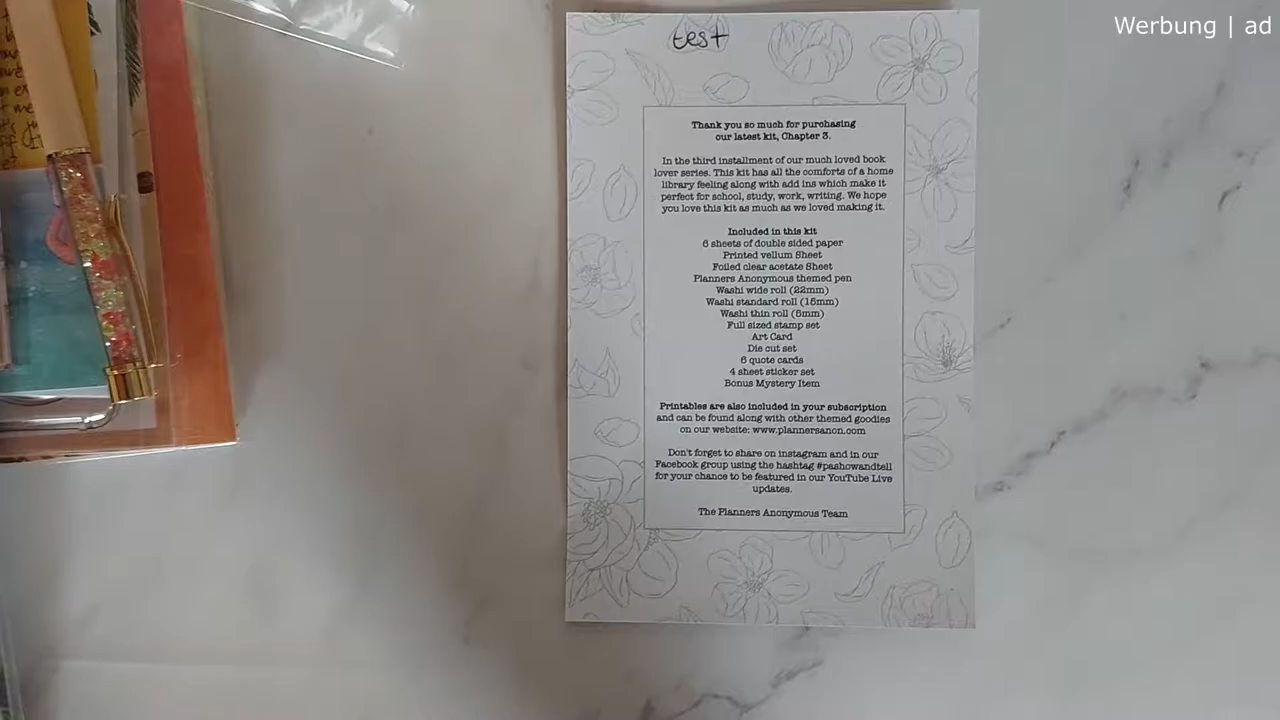 Werbung | ad
test
Thank you so much for purchasing
our latest kit, Chapter 3.
In the third installment of our much loved book
lover series. This kit has all the comforts of a home
library feeling along with add ins which make it
perfect for school, study, work, writing. We hope
you love this kit as much as we loved making it.
Included in this kit
6 sheets of double sided paper
Printed vellum Sheet
Foiled clear acetate Sheet
Planners Anonymous themed pen
Washi wide roll (22mm)
Washi standard roll (15mm)
Washi thin roll (5mm)
Full sized stamp set
Art Card
Die cut set
6 quote cards
4 sheet sticker set
Bonus Mystery Item
Printables are also included in your subscription
and can be found along with other themed goodies
on our website: www.plannersanon.com
Don't forget to share on instagram and in our
Facebook group using the hashtag #pashowandtell
for your chance to be featured in our YouTube Live
updates.
The Planners Anonymous Team